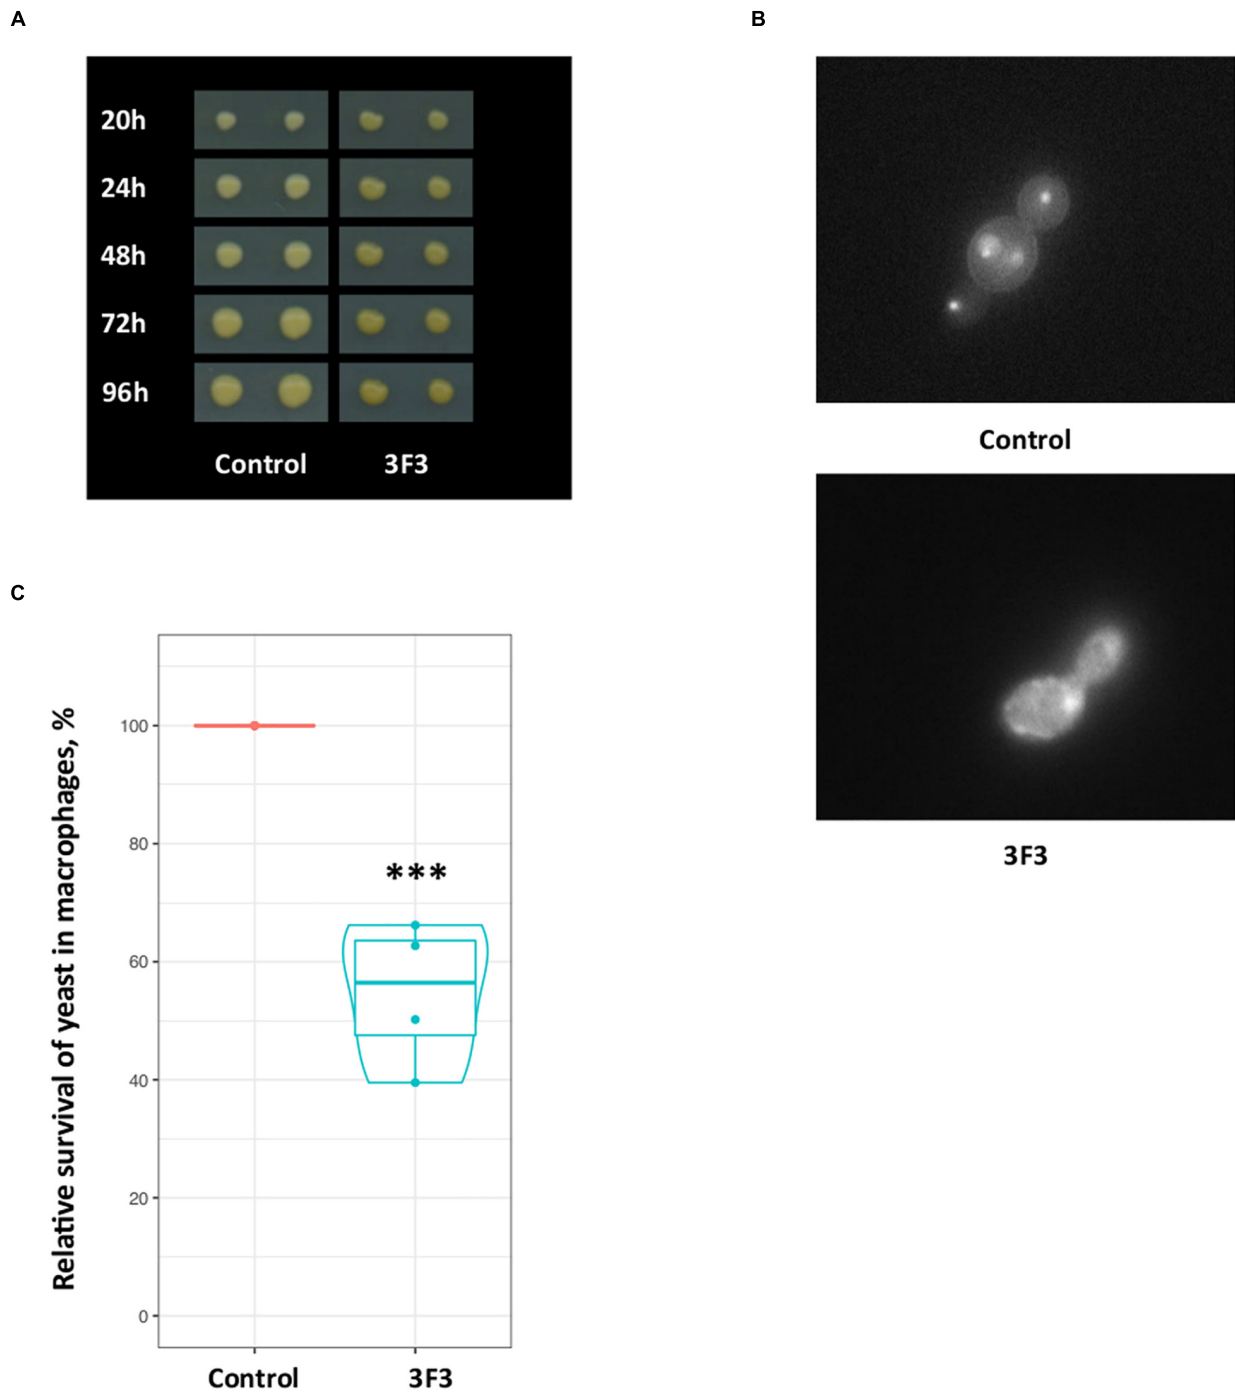 A
20h
24h
48h
72h
96h
Control 3F3
B
Control
3F3
C
Relative survival of yeast in macrophages, %
100
80
60
40
20
0
***
Control 3F3